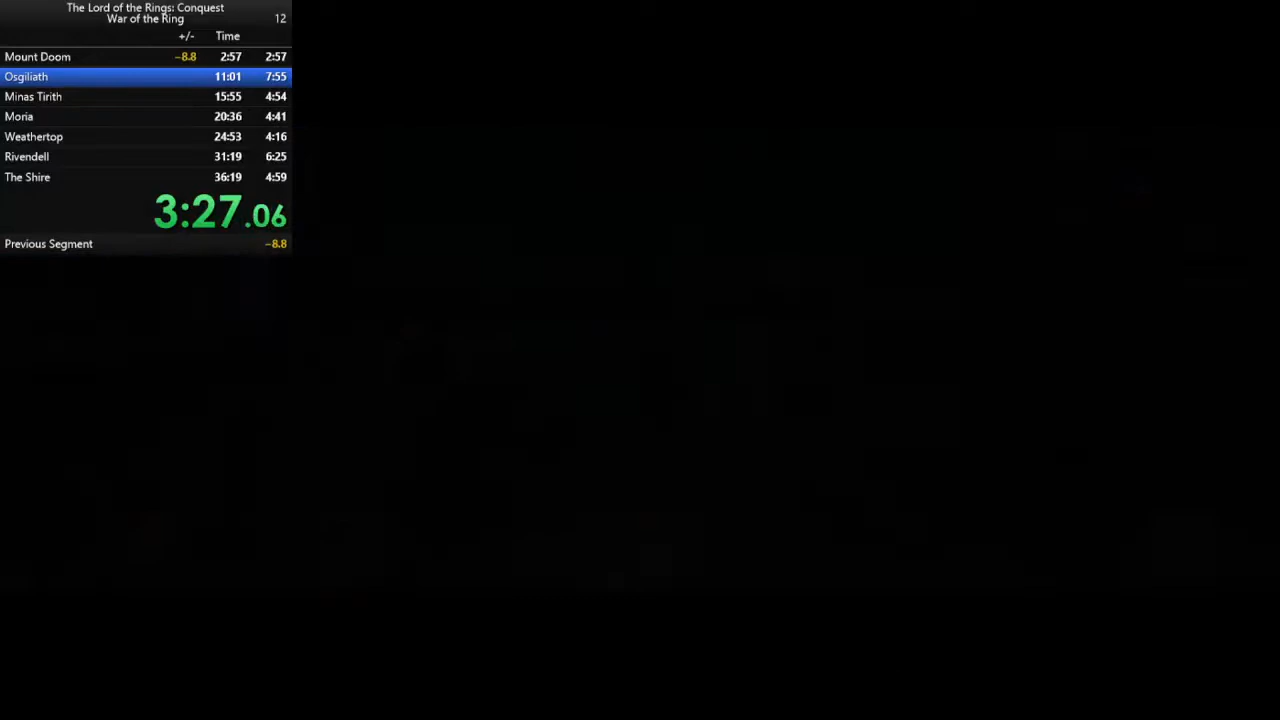 The Lord of the Rings: Conquest
War of the Ring 12
+/- Time
Mount Doom −8.8 2:57 2:57
Osgiliath 11:01 7:55
Minas Tirith 15:55 4:54
Moria 20:36 4:41
Weathertop 24:53 4:16
Rivendell 31:19 6:25
The Shire 36:19 4:59
3:27.06
Previous Segment −8.8